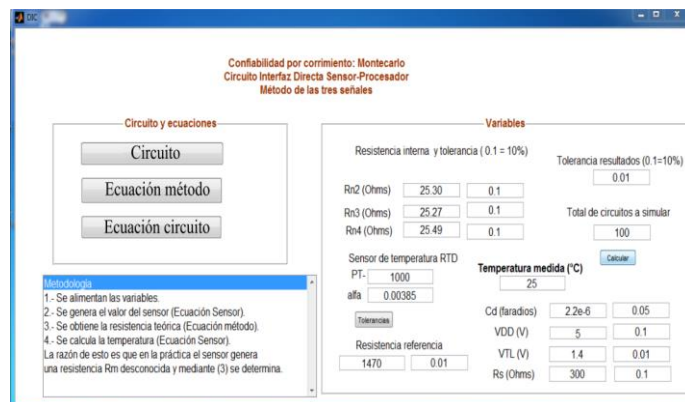 DIC
Confiabilidad por corrimiento: Montecarlo
Circuito Interfaz Directa Sensor-Procesador
Método de las tres señales
Circuito y ecuaciones
Circuito
Ecuación método
Ecuación circuito
Metodología
1.- Se alimentan las variables.
2.- Se genera el valor del sensor (Ecuación Sensor).
3.- Se obtiene la resistencia teórica (Ecuación método).
4.- Se calcula la temperatura (Ecuación Sensor).
La razón de esto es que en la práctica el sensor genera
una resistencia Rm desconocida y mediante (3) se determina.
Variables
Resistencia interna y tolerancia ( 0.1 = 10%)
Rn2 (Ohms) 25.30 0.1
Rn3 (Ohms) 25.27 0.1
Rn4 (Ohms) 25.49 0.1
Tolerancia resultados (0.1=10%)
0.01
Total de circuitos a simular
100
Calcular
Sensor de temperatura RTD
PT- 1000
alfa 0.00385
Tolerancias
Resistencia referencia
1470 0.01
Temperatura medida (°C)
25
Cd (faradios) 2.2e-6 0.05
VDD (V) 5 0.1
VTL (V) 1.4 0.01
Rs (Ohms) 300 0.1